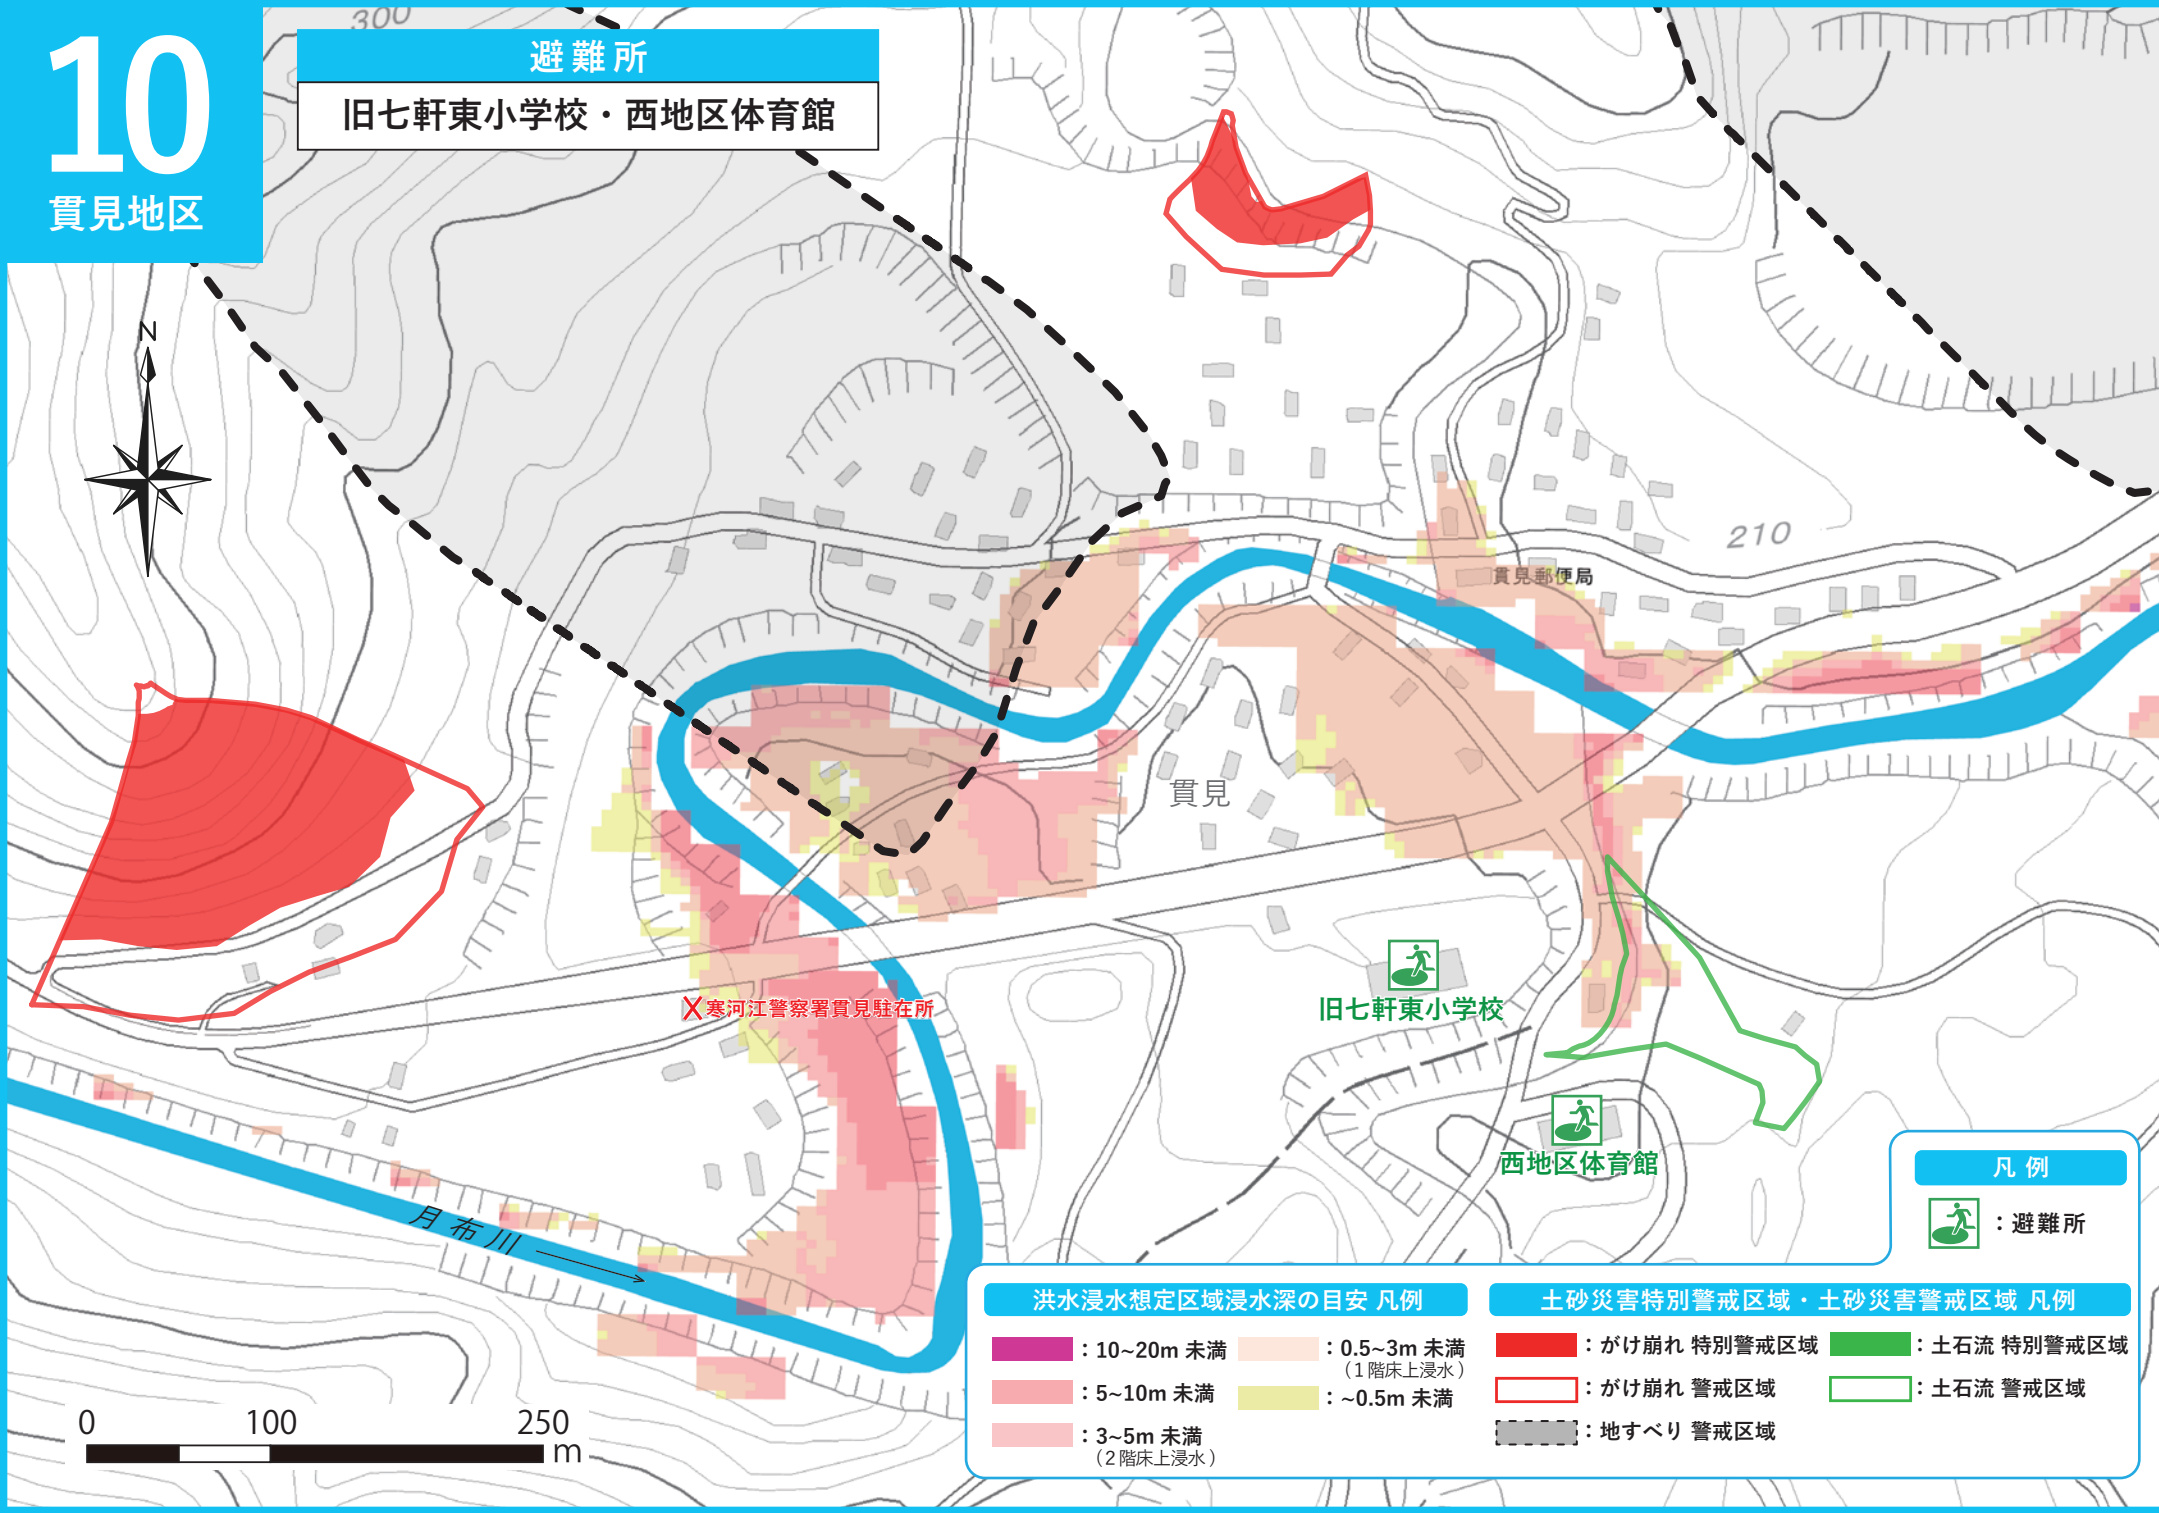 10
貫見地区
避難所
旧七軒東小学校・西地区体育館
300
N
210
貫見郵便局
貫見
寒河江警察署貫見駐在所
旧七軒東小学校
西地区体育館
月布川
凡例
：避難所
洪水浸水想定区域浸水深の目安 凡例
：10~20m 未満
：5~10m 未満
：3~5m 未満
（2階床上浸水）
：0.5~3m 未満
（1階床上浸水）
：~0.5m 未満
土砂災害特別警戒区域・土砂災害警戒区域 凡例
：がけ崩れ 特別警戒区域
：がけ崩れ 警戒区域
：地すべり 警戒区域
：土石流 特別警戒区域
：土石流 警戒区域
0 100 250
m